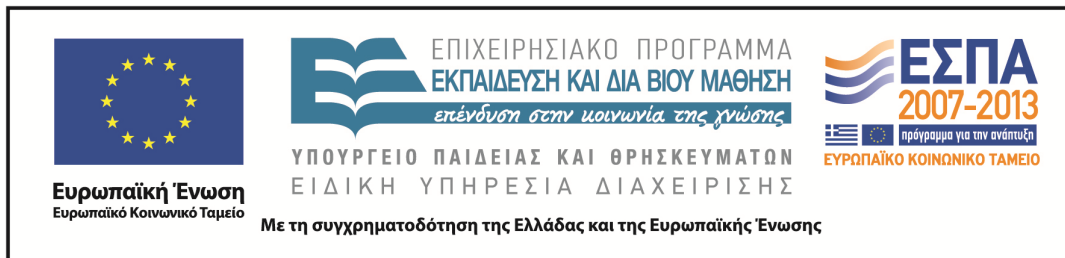 Ευρωπαϊκή Ένωση
Ευρωπαϊκό Κοινωνικό Ταμείο
ΕΠΙΧΕΙΡΗΣΙΑΚΟ ΠΡΟΓΡΑΜΜΑ
ΕΚΠΑΙΔΕΥΣΗ ΚΑΙ ΔΙΑ ΒΙΟΥ ΜΑΘΗΣΗ
επένδυση στην κοινωνία της γνώσης
ΥΠΟΥΡΓΕΙΟ ΠΑΙΔΕΙΑΣ ΚΑΙ ΘΡΗΣΚΕΥΜΑΤΩΝ
ΕΙΔΙΚΗ ΥΠΗΡΕΣΙΑ ΔΙΑΧΕΙΡΙΣΗΣ
ΕΣΠΑ
2007-2013
πρόγραμμα για την ανάπτυξη
ΕΥΡΩΠΑΪΚΟ ΚΟΙΝΩΝΙΚΟ ΤΑΜΕΙΟ
Με τη συγχρηματοδότηση της Ελλάδας και της Ευρωπαϊκής Ένωσης